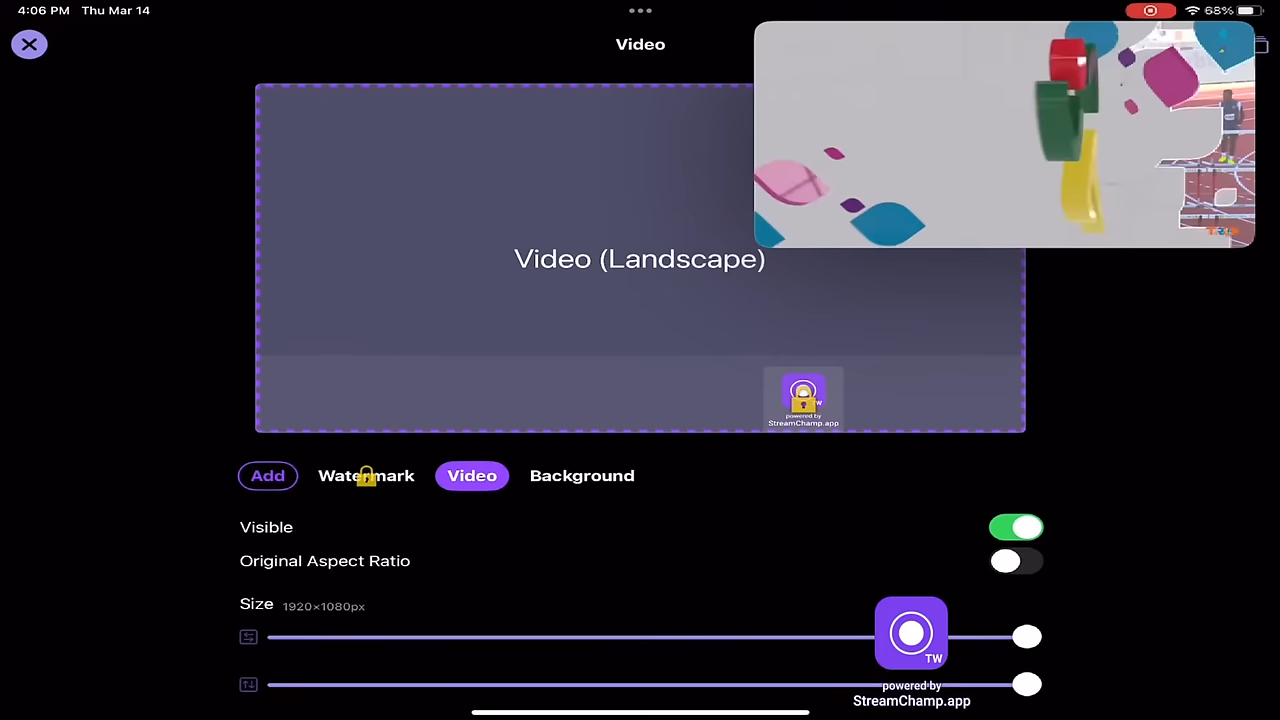 4:06 PM Thu Mar 14
68%
Video
Video (Landscape)
TW
powered by
StreamChamp.app
Add
Watermark
Video
Background
Visible
Original Aspect Ratio
Size 1920×1080px
TW
powered by
StreamChamp.app